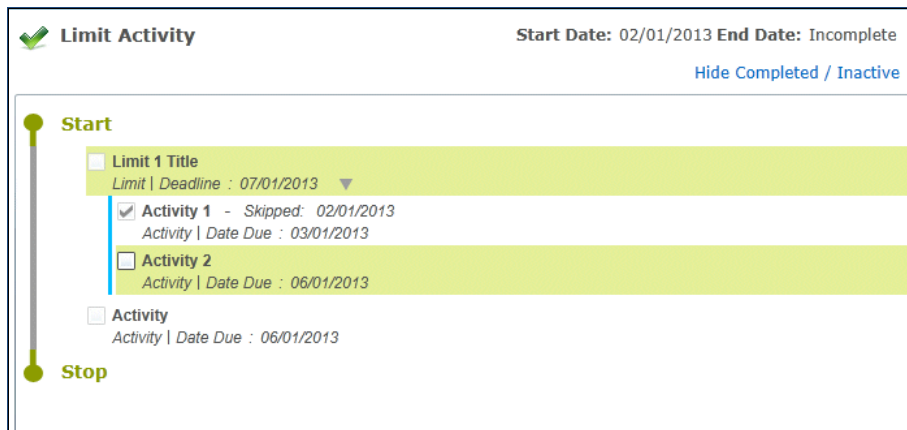 Limit Activity
Start Date: 02/01/2013 End Date: Incomplete
Hide Completed / Inactive
Start
Limit 1 Title
Limit | Deadline : 07/01/2013
Activity 1 - Skipped: 02/01/2013
Activity | Date Due : 03/01/2013
Activity 2
Activity | Date Due : 06/01/2013
Activity
Activity | Date Due : 06/01/2013
Stop